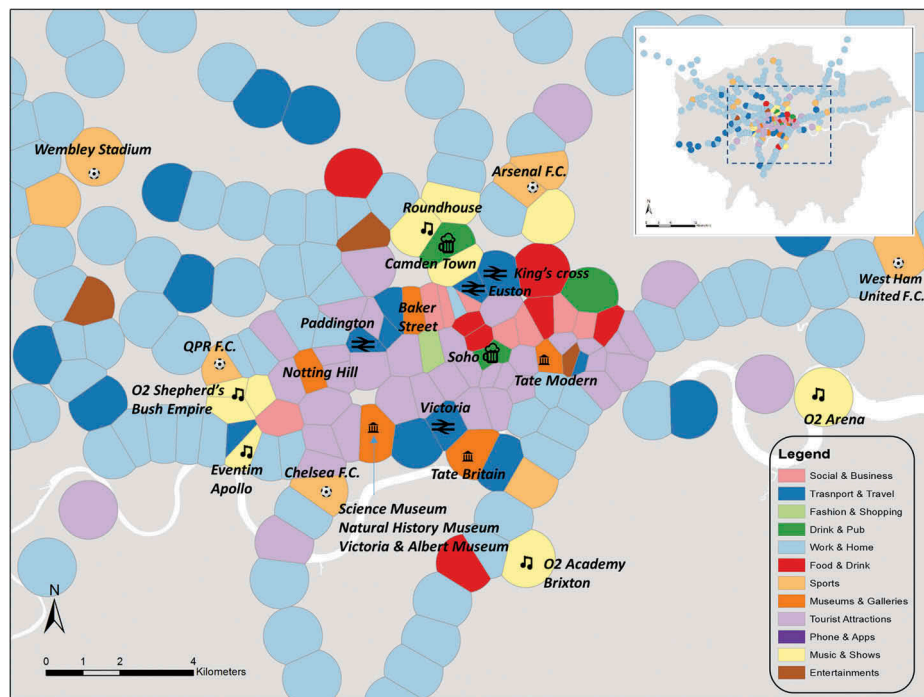 Wembley Stadium
Arsenal F.C.
Roundhouse
Camden Town
King's cross
Euston
West Ham
United F.C.
Baker
Street
Paddington
QPR F.C.
Soho
Notting Hill
Tate Modern
O2 Shepherd's
Bush Empire
Victoria
O2 Arena
Eventim
Apollo
Chelsea F.C.
Tate Britain
Science Museum
Natural History Museum
Victoria & Albert Museum
O2 Academy
Brixton
N
0 1 2 4
Kilometers
Legend
Social & Business
Trasnport & Travel
Fashion & Shopping
Drink & Pub
Work & Home
Food & Drink
Sports
Museums & Galleries
Tourist Attractions
Phone & Apps
Music & Shows
Entertainments